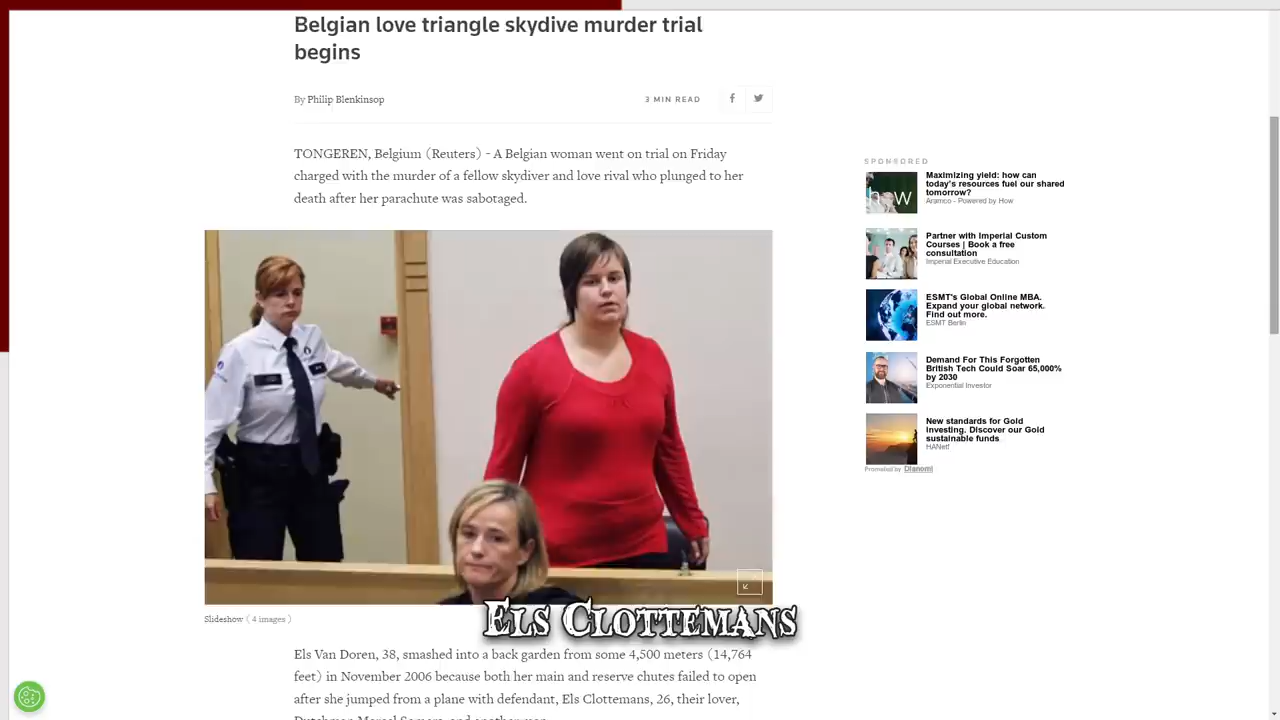 Belgian love triangle skydive murder trial
begins
By Philip Blenkinsop
3 MIN READ
TONGEREN, Belgium (Reuters) - A Belgian woman went on trial on Friday
charged with the murder of a fellow skydiver and love rival who plunged to her
death after her parachute was sabotaged.
SPONSORED
Maximizing yield: how can
today's resources fuel our shared
tomorrow?
Aramco - Powered by How
Partner with Imperial Custom
Courses | Book a free
consultation
Imperial Executive Education
ESMT's Global Online MBA.
Expand your global network.
Find out more.
ESMT Berlin
Demand For This Forgotten
British Tech Could Soar 65,000%
by 2030
Exponential Investor
New standards for Gold
investing. Discover our Gold
sustainable funds
HANetf
Promoted by Dianomi
Slideshow ( 4 images )
Els Clottemans
Els Van Doren, 38, smashed into a back garden from some 4,500 meters (14,764
feet) in November 2006 because both her main and reserve chutes failed to open
after she jumped from a plane with defendant, Els Clottemans, 26, their lover,